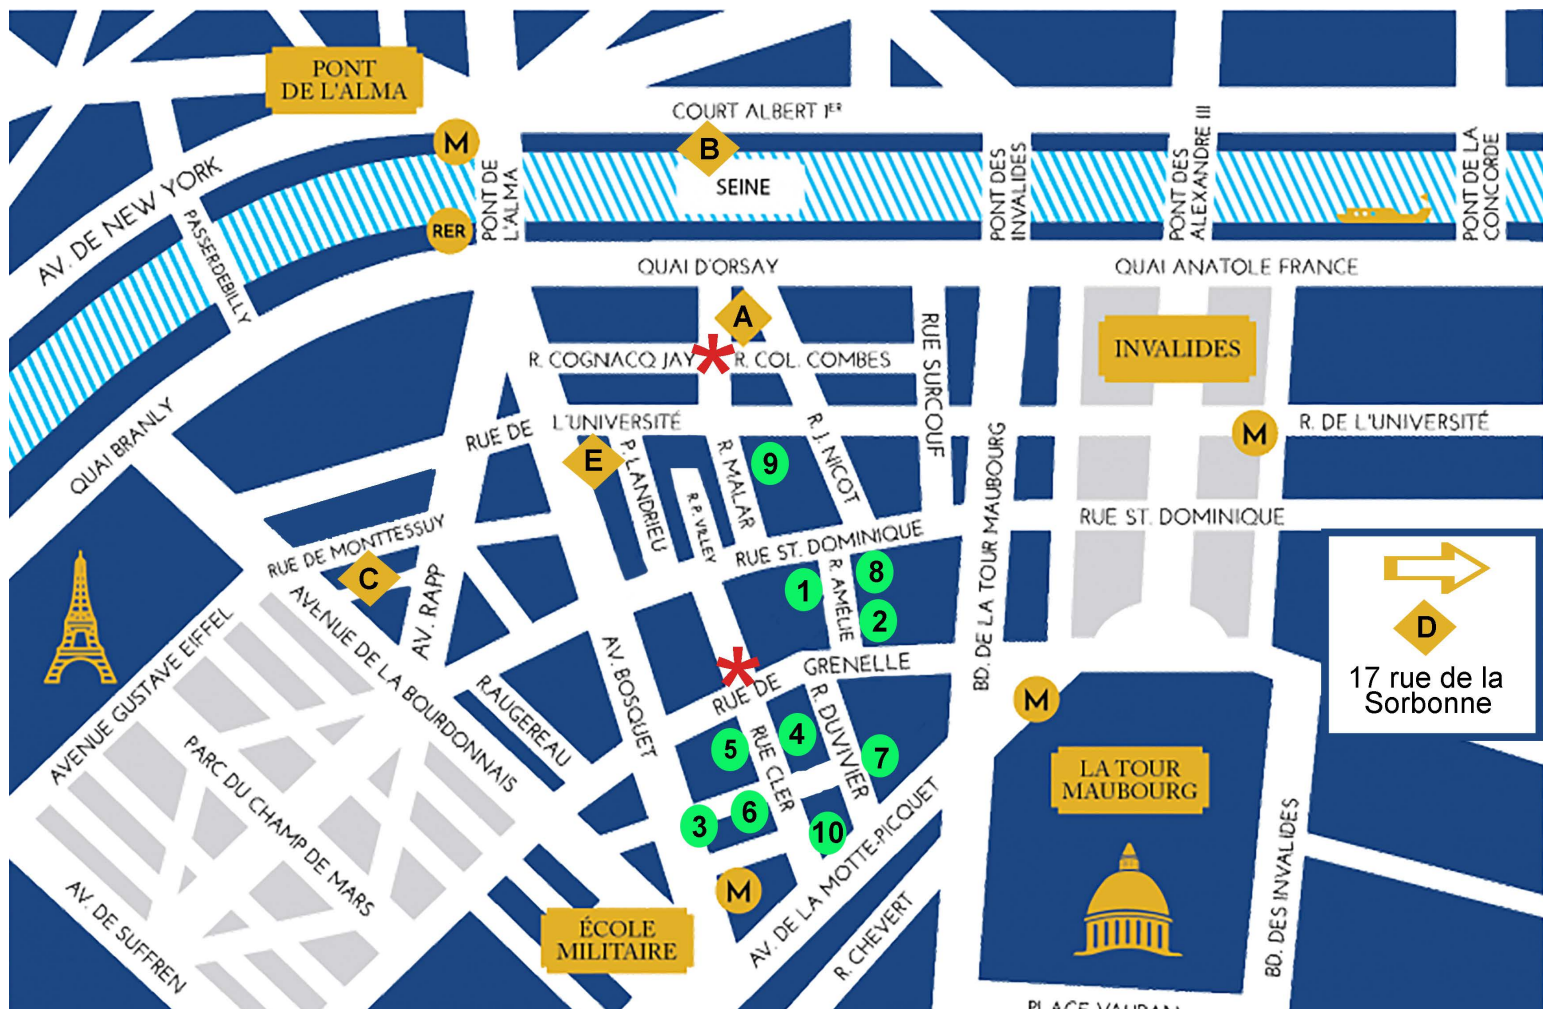 PONT
DE L'ALMA
COURT ALBERT 1ER
M
B
SEINE
AV. DE NEW YORK
PASSERDEBILLY
RER
PONT DE
L'ALMA
PONT DES
INVALIDES
PONT DES
ALEXANDRE III
PONT DE LA
CONCORDE
QUAI D'ORSAY
QUAI ANATOLE FRANCE
A
*
R. COGNACQ JAY
R. COL. COMBES
RUE SURCOUF
INVALIDES
QUAI BRANLY
RUE DE
L'UNIVERSITÉ
R. J. NICOT
M
R. DE L'UNIVERSITÉ
E
P. LANDRIEU
R. P. VILLEY
R. MALAR
9
BD. DE LA TOUR MAUBOURG
RUE ST. DOMINIQUE
RUE ST. DOMINIQUE
RUE DE MONTTESSUY
C
AV. RAPP
1
R. AMÉLIE
8
2
D
17 rue de la
Sorbonne
AVENUE GUSTAVE EIFFEL
AVENUE DE LA BOURDONNAIS
R.AUGEREAU
AV. BOSQUET
*
RUE DE
GRENELLE
M
5
RUE CLER
4
R. DUVIVIER
7
LA TOUR
MAUBOURG
PARC DU CHAMP DE MARS
3
6
10
AV. DE LA MOTTE-PICQUET
BD. DES INVALIDES
AV. DE SUFFREN
M
ÉCOLE
MILITAIRE
R. CHEVERT